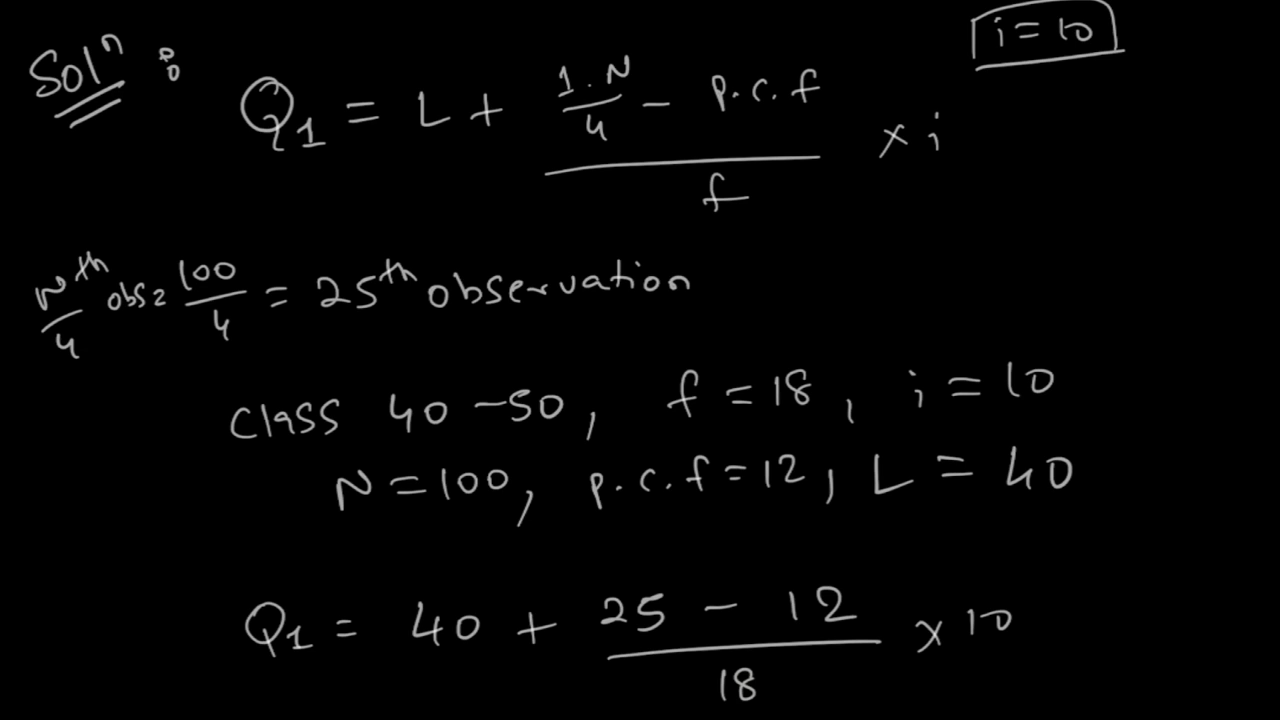 i = 10
Solⁿ :
Q₁ = L + (1.N/4 − p.c.f)/f × i
N/4 th obs = 100/4 = 25th observation
Class 40 – 50, f = 18, i = 10
N = 100, p.c.f = 12, L = 40
Q₁ = 40 + (25 − 12)/18 × 10